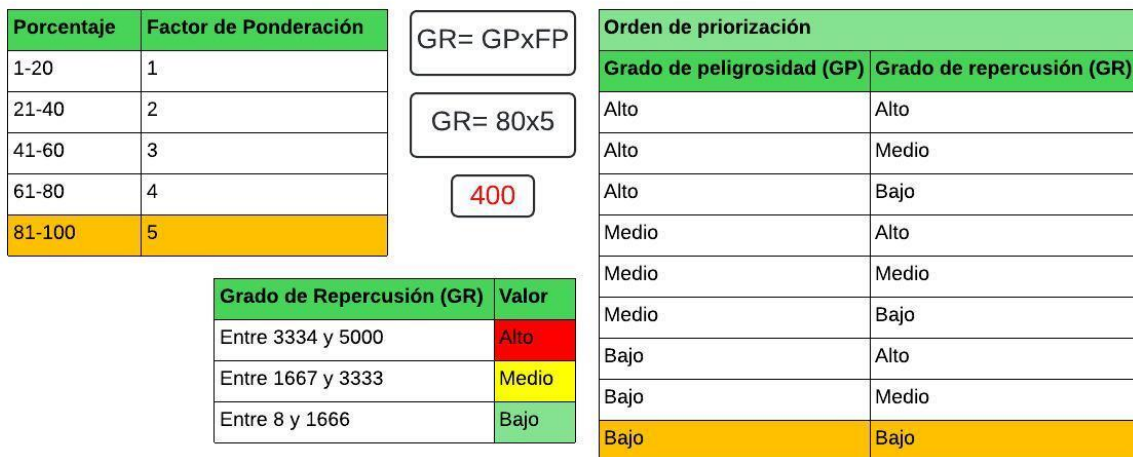 Porcentaje Factor de Ponderación
1-20 1
21-40 2
41-60 3
61-80 4
81-100 5
GR= GPxFP
GR= 80x5
400
Grado de Repercusión (GR) Valor
Entre 3334 y 5000 Alto
Entre 1667 y 3333 Medio
Entre 8 y 1666 Bajo
Orden de priorización
Grado de peligrosidad (GP) Grado de repercusión (GR)
Alto Alto
Alto Medio
Alto Bajo
Medio Alto
Medio Medio
Medio Bajo
Bajo Alto
Bajo Medio
Bajo Bajo